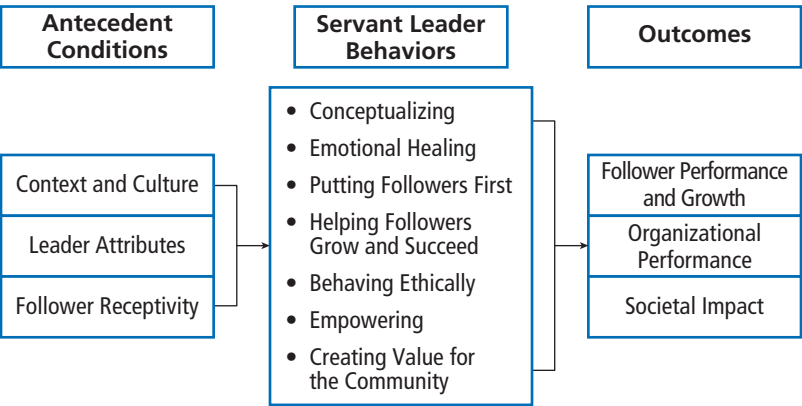 Antecedent
Conditions
Servant Leader
Behaviors
Outcomes
Context and Culture
Leader Attributes
Follower Receptivity
• Conceptualizing
• Emotional Healing
• Putting Followers First
• Helping Followers
Grow and Succeed
• Behaving Ethically
• Empowering
• Creating Value for
the Community
Follower Performance
and Growth
Organizational
Performance
Societal Impact